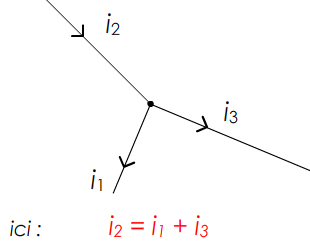 i2
i3
i1
ici : i2 = i1 + i3